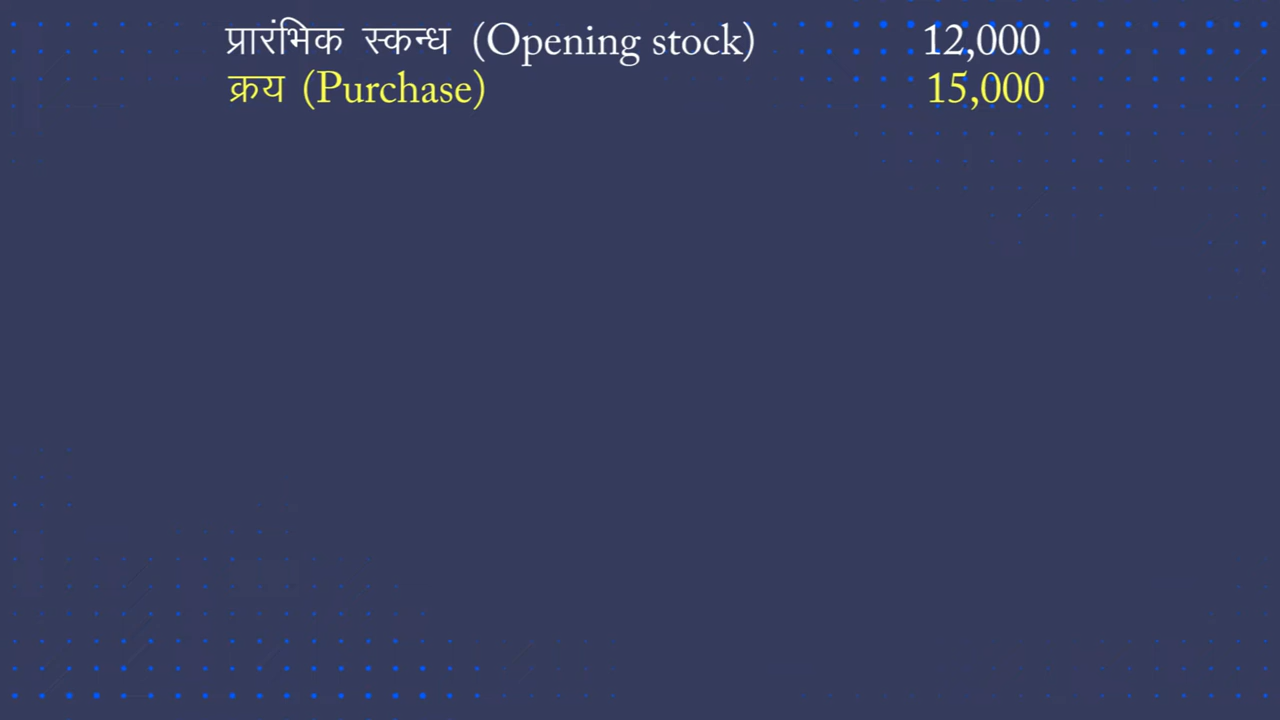 प्रारंभिक स्कन्ध (Opening stock) 12,000
क्रय (Purchase) 15,000